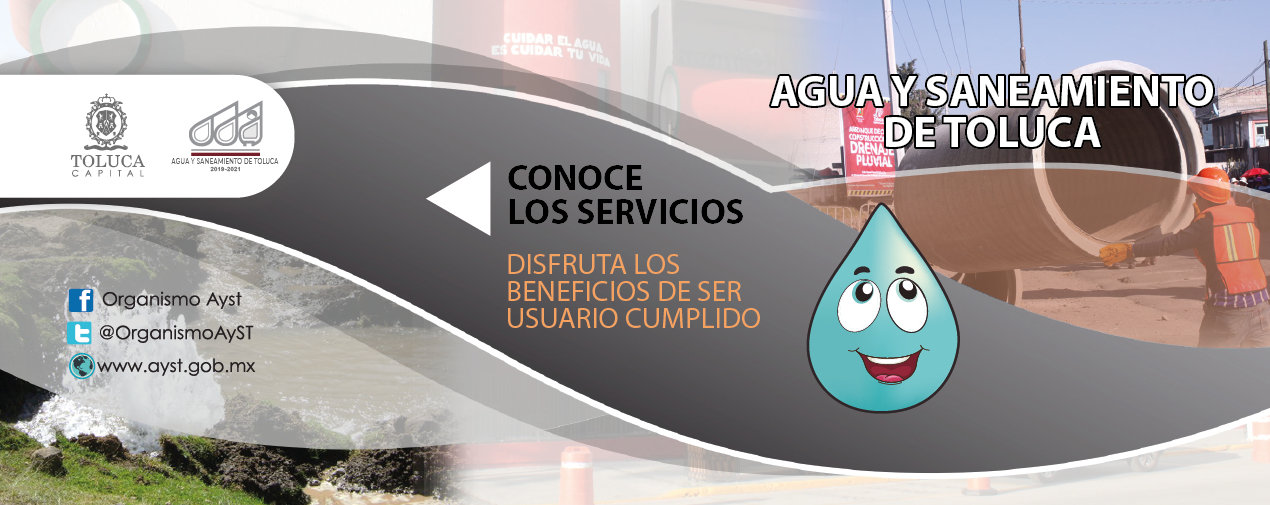 CUIDAR EL AGUA
ES CUIDAR TU VIDA
AGUA Y SANEAMIENTO
DE TOLUCA
DRENAJE
PLUVIAL
TOLUCA
CAPITAL
AGUA Y SANEAMIENTO DE TOLUCA
2019-2021
CONOCE
LOS SERVICIOS
DISFRUTA LOS
BENEFICIOS DE SER
USUARIO CUMPLIDO
Organismo Ayst
@OrganismoAyST
www.ayst.gob.mx